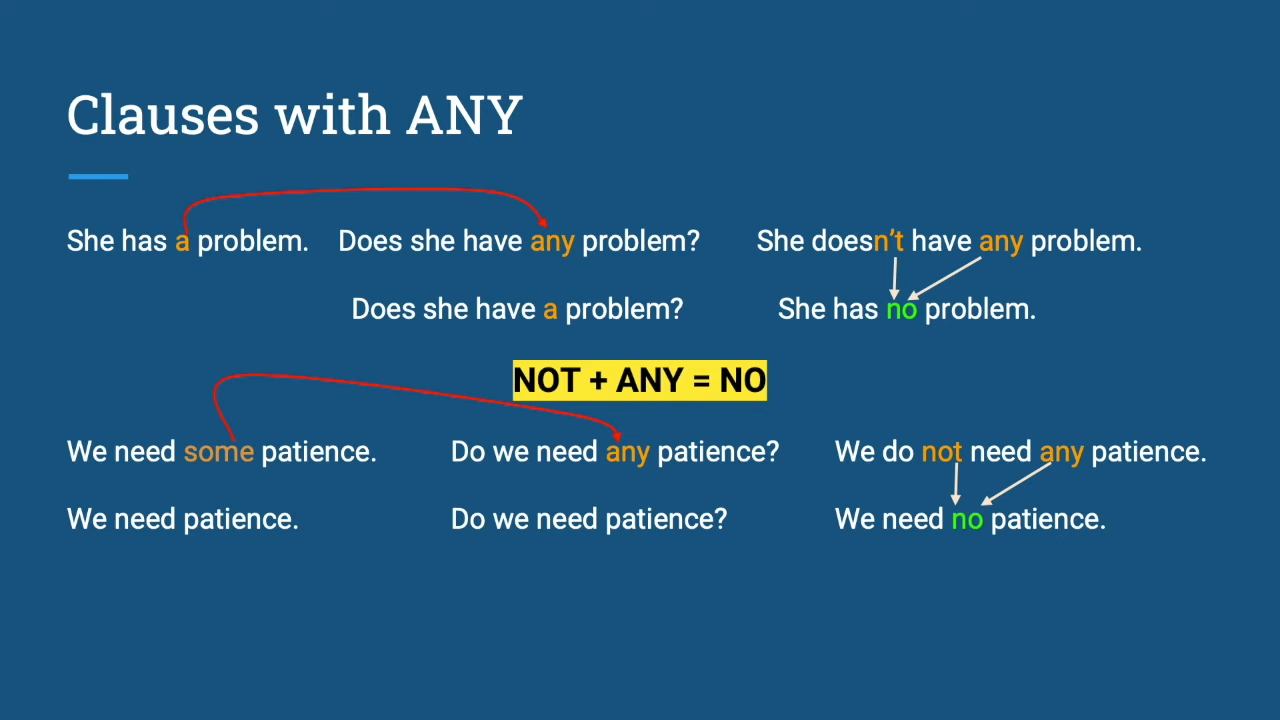 Clauses with ANY
She has a problem. Does she have any problem? She doesn’t have any problem.
Does she have a problem? She has no problem.
NOT + ANY = NO
We need some patience. Do we need any patience? We do not need any patience.
We need patience. Do we need patience? We need no patience.